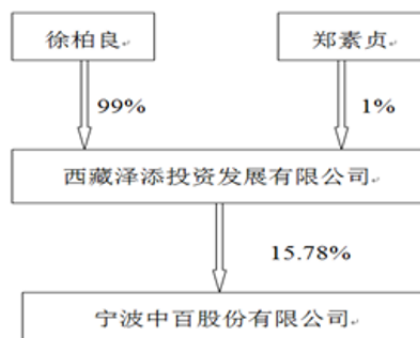 徐柏良
郑素贞
99%
1%
西藏泽添投资发展有限公司
15.78%
宁波中百股份有限公司